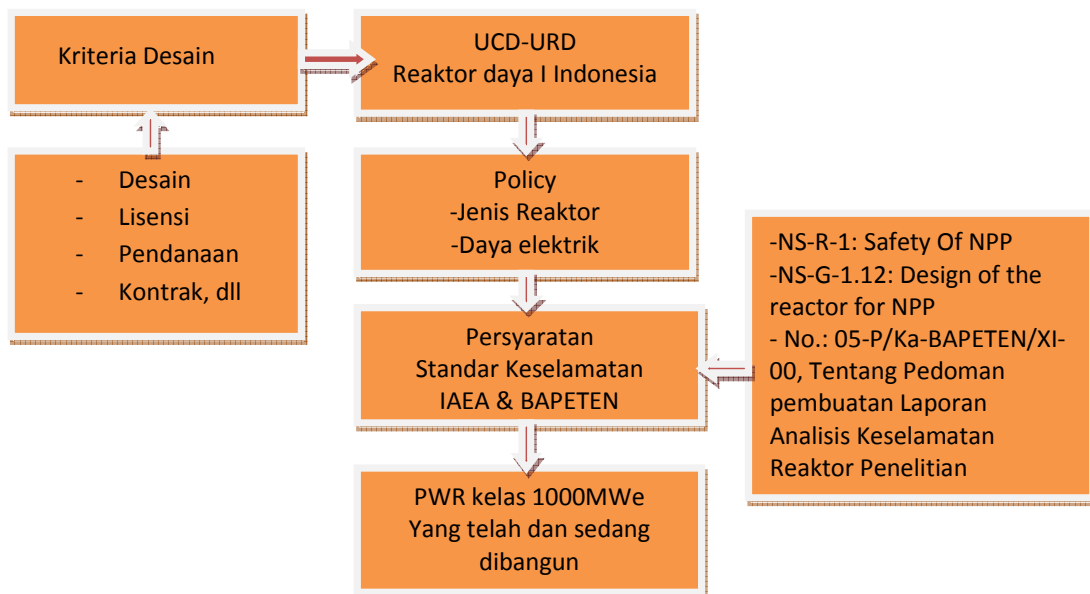 Kriteria Desain
UCD-URD
Reaktor daya I Indonesia
- Desain
- Lisensi
- Pendanaan
- Kontrak, dll
Policy
-Jenis Reaktor
-Daya elektrik
-NS-R-1: Safety Of NPP
-NS-G-1.12: Design of the
reactor for NPP
- No.: 05-P/Ka-BAPETEN/XI-
00, Tentang Pedoman
pembuatan Laporan
Analisis Keselamatan
Reaktor Penelitian
Persyaratan
Standar Keselamatan
IAEA & BAPETEN
PWR kelas 1000MWe
Yang telah dan sedang
dibangun